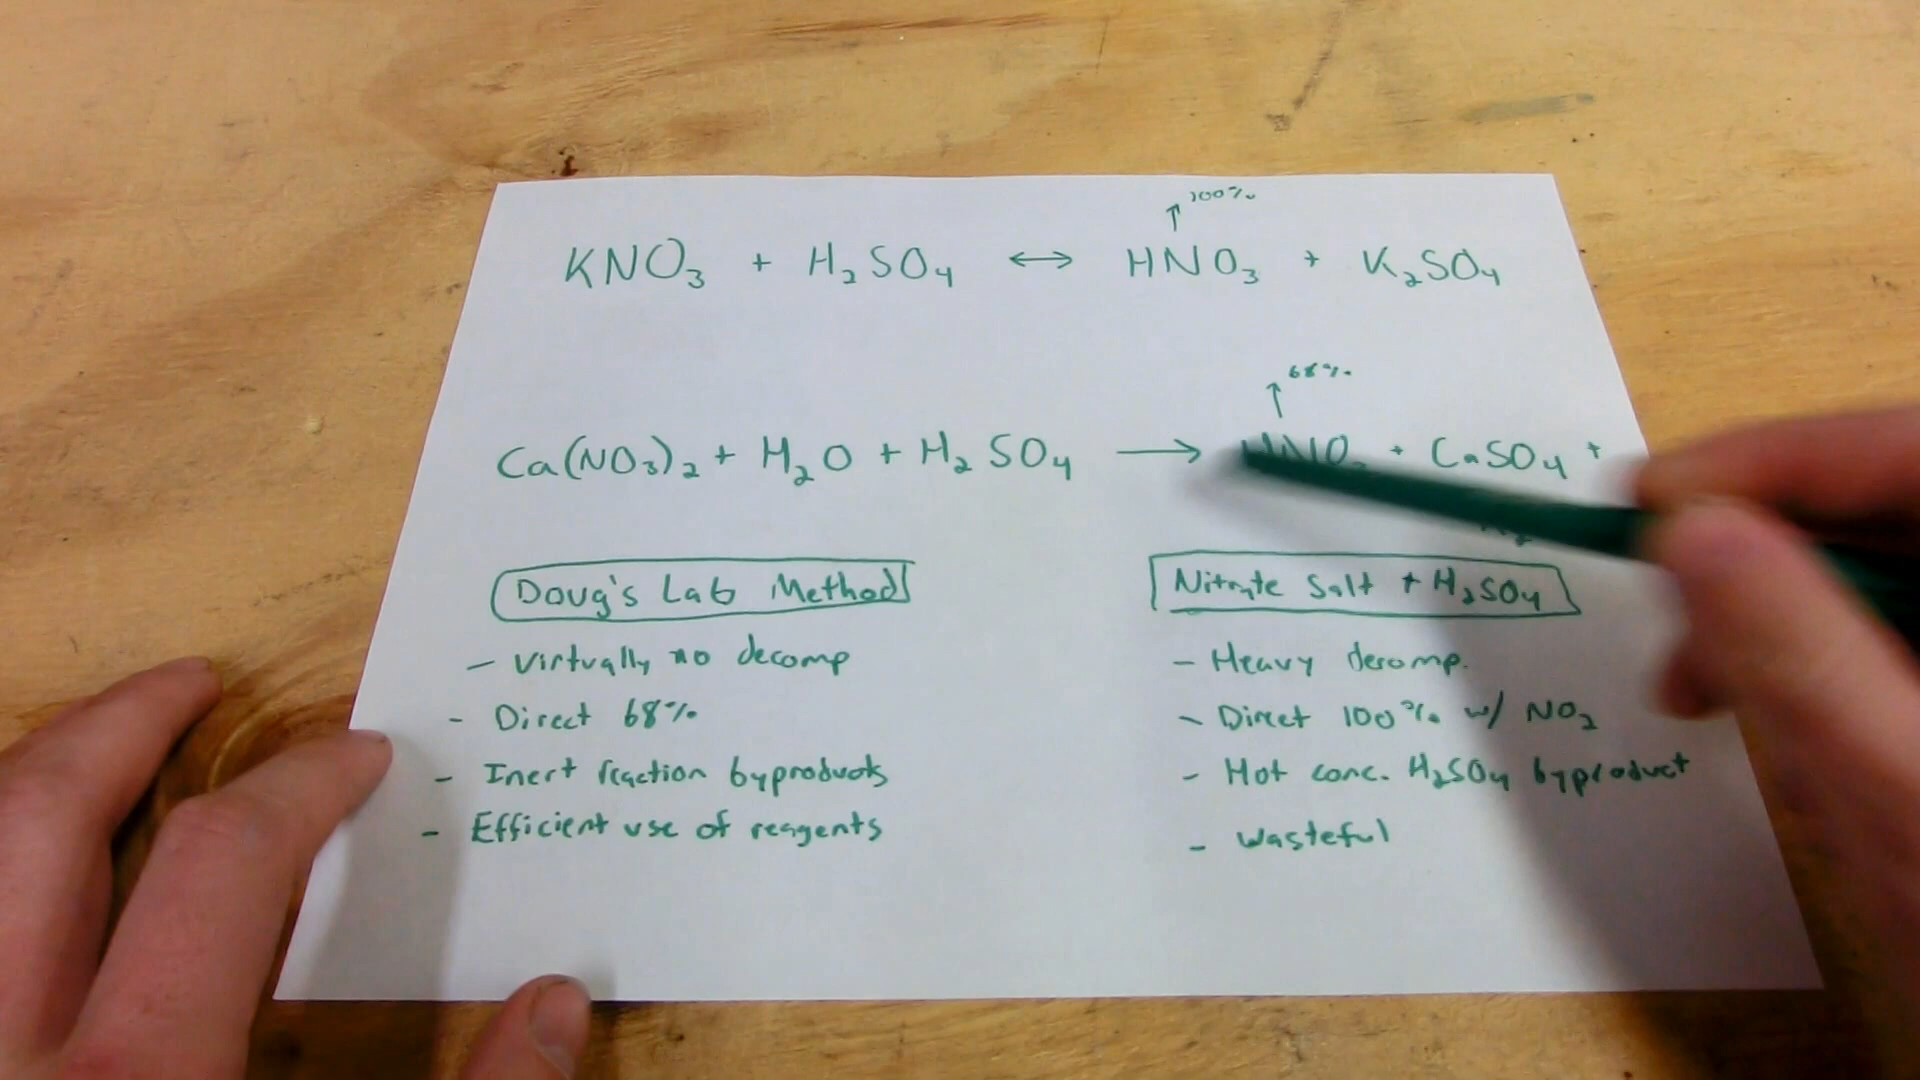 100%
KNO₃ + H₂SO₄ ↔ HNO₃ + K₂SO₄
68%
Ca(NO₃)₂ + H₂O + H₂SO₄ → HNO₃ + CaSO₄ +
Doug's Lab Method
- Virtually no decomp
- Direct 68%
- Inert reaction byproducts
- Efficient use of reagents
Nitrate Salt + H₂SO₄
- Heavy decomp.
- Direct 100% w/ NO₂
- Hot conc. H₂SO₄ byproduct
- Wasteful